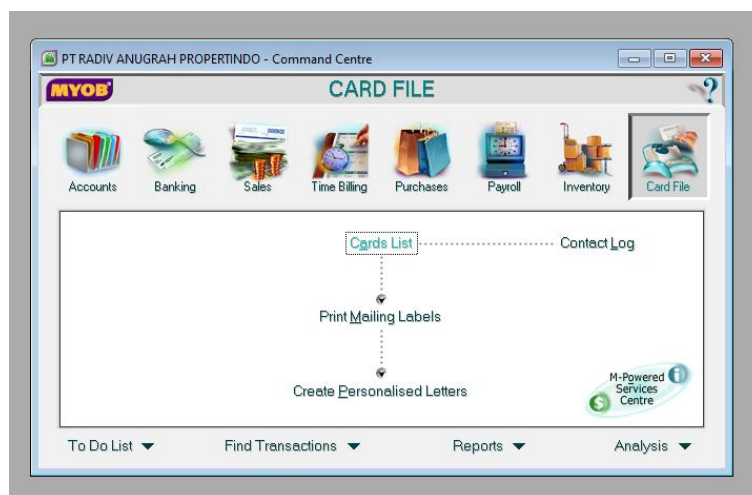 PT RADIV ANUGRAH PROPERTINDO - Command Centre
MYOB
CARD FILE
?
INVOICE
Accounts Banking Sales Time Billing Purchases Payroll Inventory Card File
Cards List Contact Log
Print Mailing Labels
Create Personalised Letters
M-Powered
Services
Centre
To Do List Find Transactions Reports Analysis